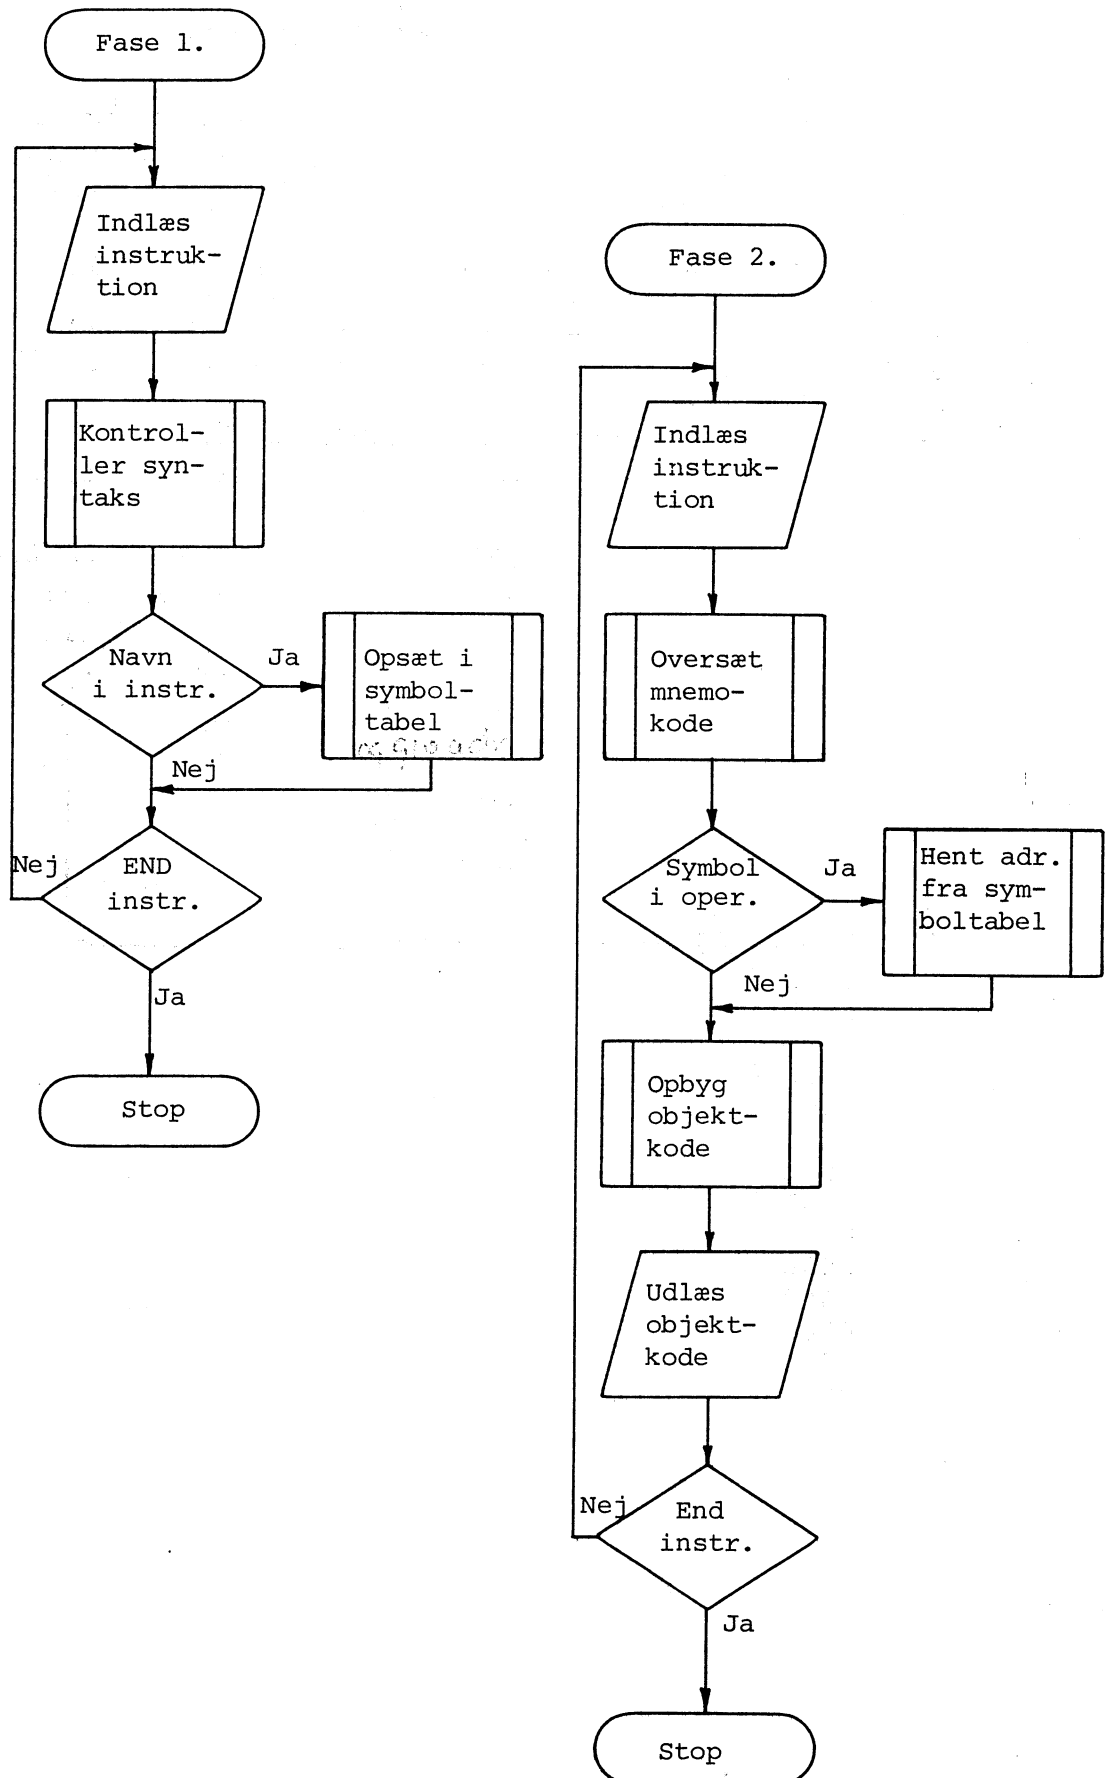 Fase 1.
Indlæs
instruk-
tion
Kontrol-
ler syn-
taks
Navn
i instr.
Ja
Opsæt i
symbol-
tabel
Nej
END
instr.
Nej
Ja
Stop
Fase 2.
Indlæs
instruk-
tion
Oversæt
mnemo-
kode
Symbol
i oper.
Ja
Hent adr.
fra sym-
boltabel
Nej
Opbyg
objekt-
kode
Udlæs
objekt-
kode
End
instr.
Nej
Ja
Stop